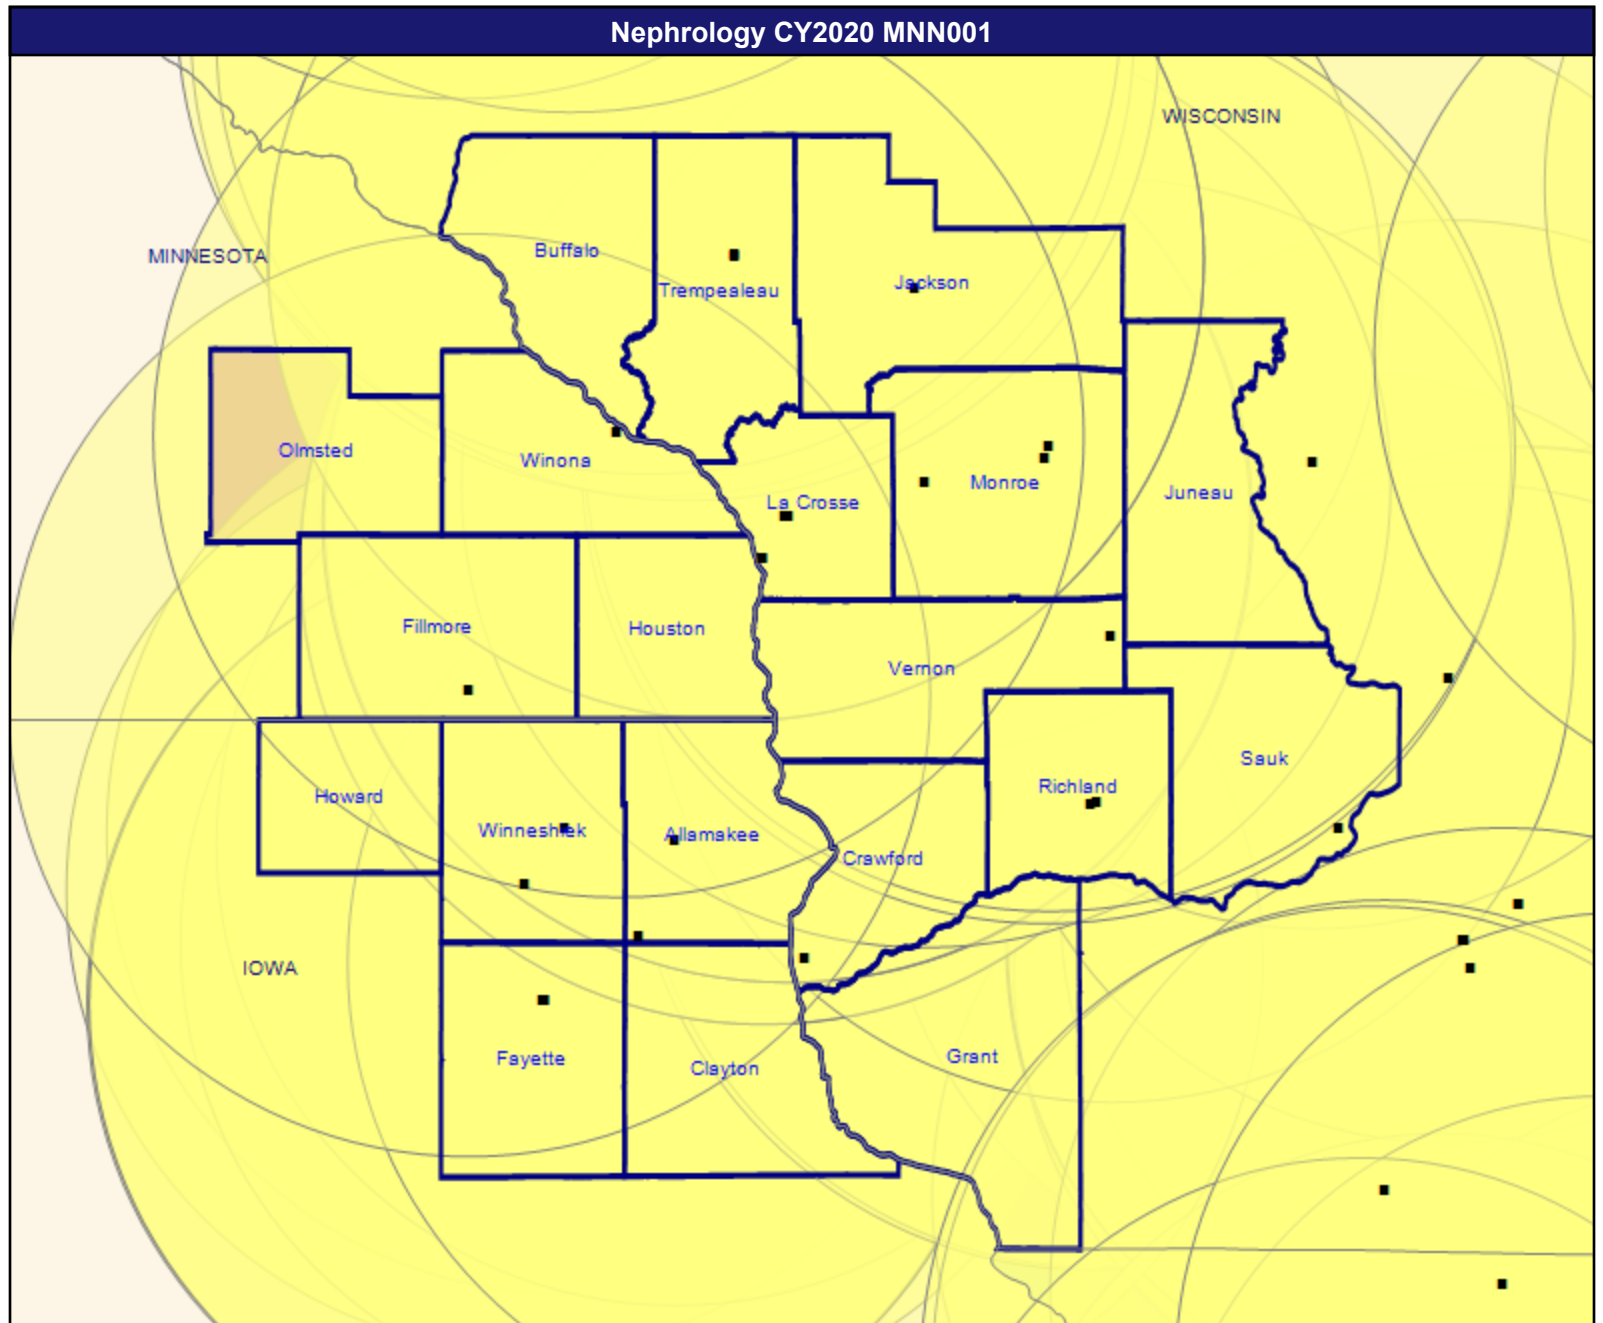 Nephrology CY2020 MNN001
WISCONSIN
MINNESOTA
Buffalo
Trempealeau
Jackson
Olmsted
Winona
La Crosse
Monroe
Juneau
Fillmore
Houston
Vernon
Sauk
Richland
Howard
Winneshiek
Allamakee
Crawford
IOWA
Fayette
Clayton
Grant